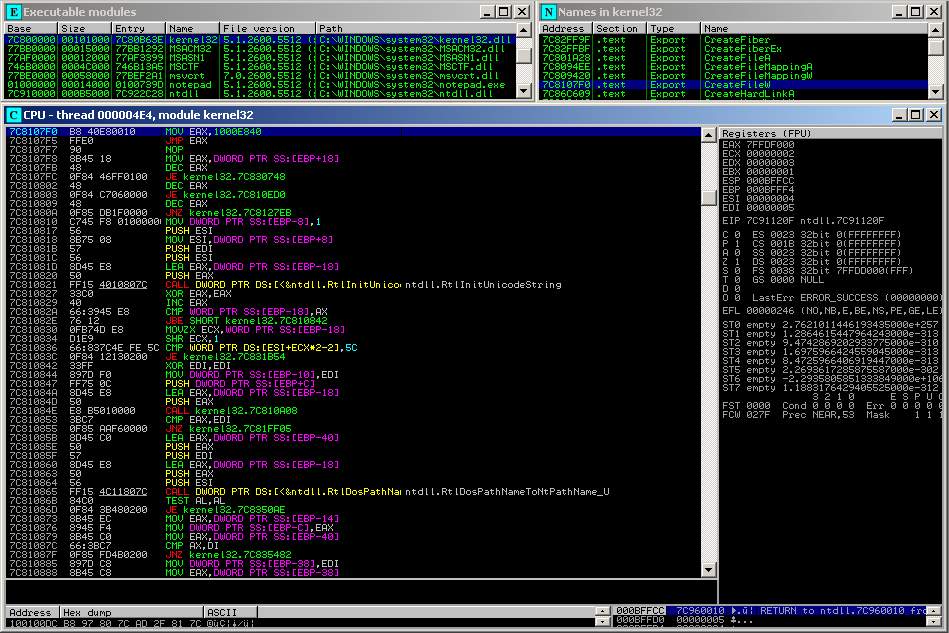 Executable modules
Base Size Entry Name File version Path
7C800000 00101000 7C80B63E kernel32 5.1.2600.5512 (: C:\WINDOWS\system32\kernel32.dll
77BB0000 00015000 77BB1292 MSACM32 5.1.2600.5512 (: C:\WINDOWS\system32\MSACM32.dll
77AF0000 00012000 77AF3399 MSASN1 5.1.2600.5512 (: C:\WINDOWS\system32\MSASN1.dll
746B0000 0004C000 746B13A5 MSCTF 5.1.2600.5512 (: C:\WINDOWS\system32\MSCTF.dll
77BE0000 00058000 77BEF2A1 msvcrt 7.0.2600.5512 (: C:\WINDOWS\system32\msvcrt.dll
01000000 00014000 0100739D notepad 5.1.2600.5512 (: C:\WINDOWS\system32\notepad.exe
7C910000 000B5000 7C922C28 ntdll 5.1.2600.5512 (: C:\WINDOWS\system32\ntdll.dll
Names in kernel32
Address Section Type Name
7C82FF9F .text Export CreateFiber
7C82FFBF .text Export CreateFiberEx
7C801A28 .text Export CreateFileA
7C8094EE .text Export CreateFileMappingA
7C809420 .text Export CreateFileMappingW
7C8107F0 .text Export CreateFileW
7C86C609 .text Export CreateHardLinkA
CPU - thread 000004E4, module kernel32
7C8107F0 B8 40E80010 MOV EAX,1000E840
7C8107F5 FFE0 JMP EAX
7C8107F7 90 NOP
7C8107F8 8B45 18 MOV EAX,DWORD PTR SS:[EBP+18]
7C8107FB 48 DEC EAX
7C8107FC 0F84 46FF0100 JE kernel32.7C830748
7C810802 48 DEC EAX
7C810803 0F84 C7060000 JE kernel32.7C810ED0
7C810809 48 DEC EAX
7C81080A 0F85 DB1F0000 JNZ kernel32.7C8127EB
7C810810 C745 F8 0100000( MOV DWORD PTR SS:[EBP-8],1
7C810817 56 PUSH ESI
7C810818 8B75 08 MOV ESI,DWORD PTR SS:[EBP+8]
7C81081B 57 PUSH EDI
7C81081C 56 PUSH ESI
7C81081D 8D45 E8 LEA EAX,DWORD PTR SS:[EBP-18]
7C810820 50 PUSH EAX
7C810821 FF15 4010807C CALL DWORD PTR DS:[<&ntdll.RtlInitUnicod ntdll.RtlInitUnicodeString
7C810827 33C0 XOR EAX,EAX
7C810829 40 INC EAX
7C81082A 66:3945 E8 CMP WORD PTR SS:[EBP-18],AX
7C81082E 76 12 JBE SHORT kernel32.7C810842
7C810830 0FB74D E8 MOVZX ECX,WORD PTR SS:[EBP-18]
7C810834 D1E9 SHR ECX,1
7C810836 66:837C4E FE 5C CMP WORD PTR DS:[ESI+ECX*2-2],5C
7C81083C 0F84 12130200 JE kernel32.7C831B54
7C810842 33FF XOR EDI,EDI
7C810844 897D F0 MOV DWORD PTR SS:[EBP-10],EDI
7C810847 FF75 0C PUSH DWORD PTR SS:[EBP+C]
7C81084A 8D45 E8 LEA EAX,DWORD PTR SS:[EBP-18]
7C81084D 50 PUSH EAX
7C81084E E8 B5010000 CALL kernel32.7C810A08
7C810853 3BC7 CMP EAX,EDI
7C810855 0F85 AAF60000 JNZ kernel32.7C81FF05
7C81085B 8D45 C0 LEA EAX,DWORD PTR SS:[EBP-40]
7C81085E 50 PUSH EAX
7C81085F 57 PUSH EDI
7C810860 8D45 E8 LEA EAX,DWORD PTR SS:[EBP-18]
7C810863 50 PUSH EAX
7C810864 56 PUSH ESI
7C810865 FF15 4C11807C CALL DWORD PTR DS:[<&ntdll.RtlDosPathNam ntdll.RtlDosPathNameToNtPathName_U
7C81086B 84C0 TEST AL,AL
7C81086D 0F84 3B480200 JE kernel32.7C8350AE
7C810873 8B45 EC MOV EAX,DWORD PTR SS:[EBP-14]
7C810876 8945 F4 MOV DWORD PTR SS:[EBP-C],EAX
7C810879 8B45 C0 MOV EAX,DWORD PTR SS:[EBP-40]
7C81087C 66:3BC7 CMP AX,DI
7C81087F 0F85 FD4B0200 JNZ kernel32.7C835482
7C810885 897D C8 MOV DWORD PTR SS:[EBP-38],EDI
7C810888 8B45 C8 MOV EAX,DWORD PTR SS:[EBP-38]
Registers (FPU)
EAX 7FFDF000
ECX 00000002
EDX 00000003
EBX 00000001
ESP 000BFFCC
EBP 000BFFF4
ESI 00000004
EDI 00000005
EIP 7C91120F ntdll.7C91120F
C 0 ES 0023 32bit 0(FFFFFFFF)
P 1 CS 001B 32bit 0(FFFFFFFF)
A 0 SS 0023 32bit 0(FFFFFFFF)
Z 1 DS 0023 32bit 0(FFFFFFFF)
S 0 FS 0038 32bit 7FFDD000(FFF)
T 0 GS 0000 NULL
D 0
O 0 LastErr ERROR_SUCCESS (00000000)
EFL 00000246 (NO,NB,E,BE,NS,PE,GE,LE)
ST0 empty 2.7621011446193435000e+257
ST1 empty 1.2864615447964243000e-313
ST2 empty 9.4742869202933775000e-310
ST3 empty 1.6975966424559045000e-313
ST4 empty 8.4725966406919447000e-313
ST5 empty 2.2693617285875587000e-302
ST6 empty -2.2935805851333849000e+106
ST7 empty 1.1883176429405525000e-312
3 2 1 0 E S P U O
FST 0000 Cond 0 0 0 0 Err 0 0 0 0 0
FCW 027F Prec NEAR,53 Mask 1 1 1
Address Hex dump ASCII
100100DC B8 97 80 7C AD 2F 81 7C
000BFFCC 7C960010 RETURN to ntdll.7C960010 fro
000BFFD0 00000005